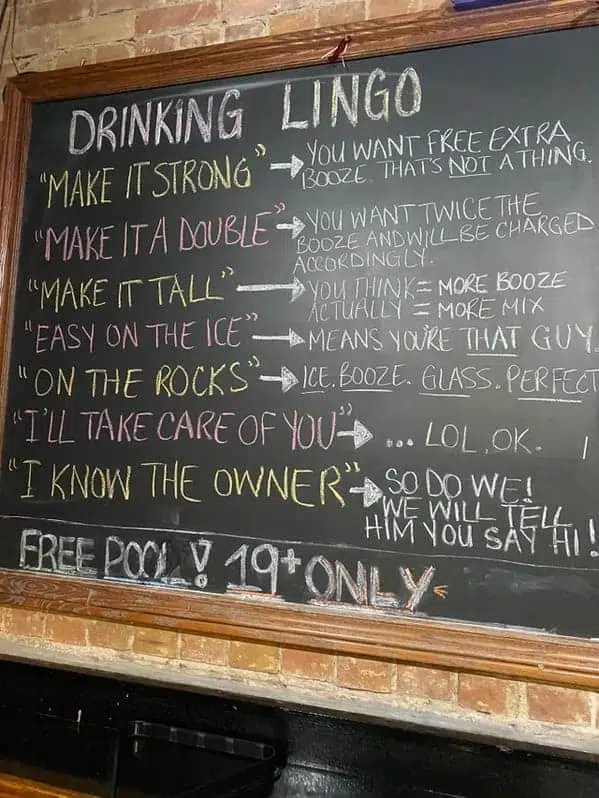 DRINKING LINGO
"MAKE IT STRONG" → YOU WANT FREE EXTRA
BOOZE. THAT'S NOT A THING.
"MAKE IT A DOUBLE" → YOU WANT TWICE THE
BOOZE AND WILL BE CHARGED
ACCORDINGLY.
"MAKE IT TALL" → YOU THINK = MORE BOOZE
ACTUALLY = MORE MIX
"EASY ON THE ICE" → MEANS YOU'RE THAT GUY.
"ON THE ROCKS" → ICE. BOOZE. GLASS. PERFECT
"I'LL TAKE CARE OF YOU" → ... LOL, OK.
"I KNOW THE OWNER" → SO DO WE!
WE WILL TELL
HIM YOU SAY HI!
FREE POOL! 19+ ONLY